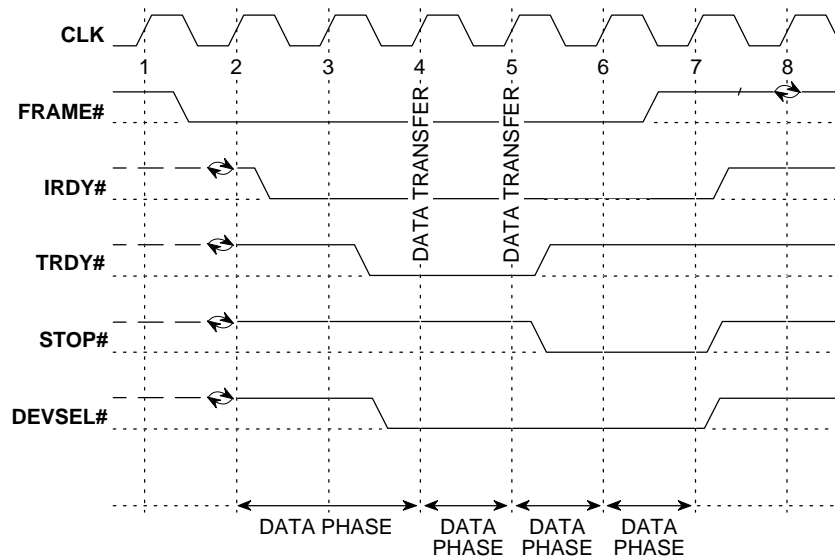 CLK
1 2 3 4 5 6 7 8
FRAME#
IRDY#
TRDY#
STOP#
DEVSEL#
DATA TRANSFER
DATA TRANSFER
DATA PHASE
DATA
PHASE
DATA
PHASE
DATA
PHASE